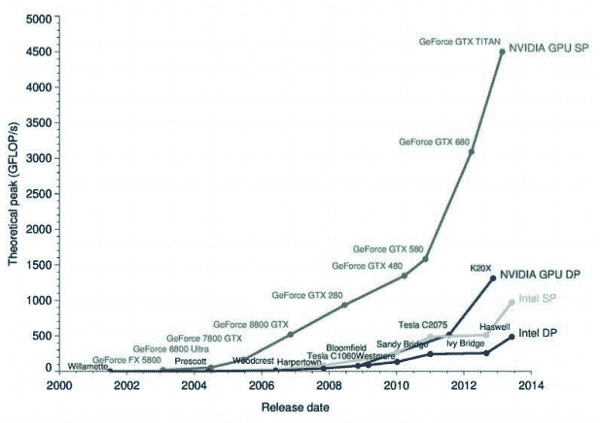 5000
4500
4000
3500
3000
2500
2000
1500
1000
500
0
Theoretical peak (GFLOP/s)
GeForce GTX TITAN
NVIDIA GPU SP
GeForce GTX 680
GeForce GTX 580
GeForce GTX 480
GeForce GTX 280
GeForce 8800 GTX
GeForce 7800 GTX
GeForce 6800 Ultra
GeForce FX 5800
Willamette
Prescott
Woodcrest
Harpertown
Tesla C1060
Bloomfield
Westmere
Tesla C2075
Sandy Bridge
Ivy Bridge
K20X
NVIDIA GPU DP
Intel SP
Haswell
Intel DP
2000 2002 2004 2006 2008 2010 2012 2014
Release date